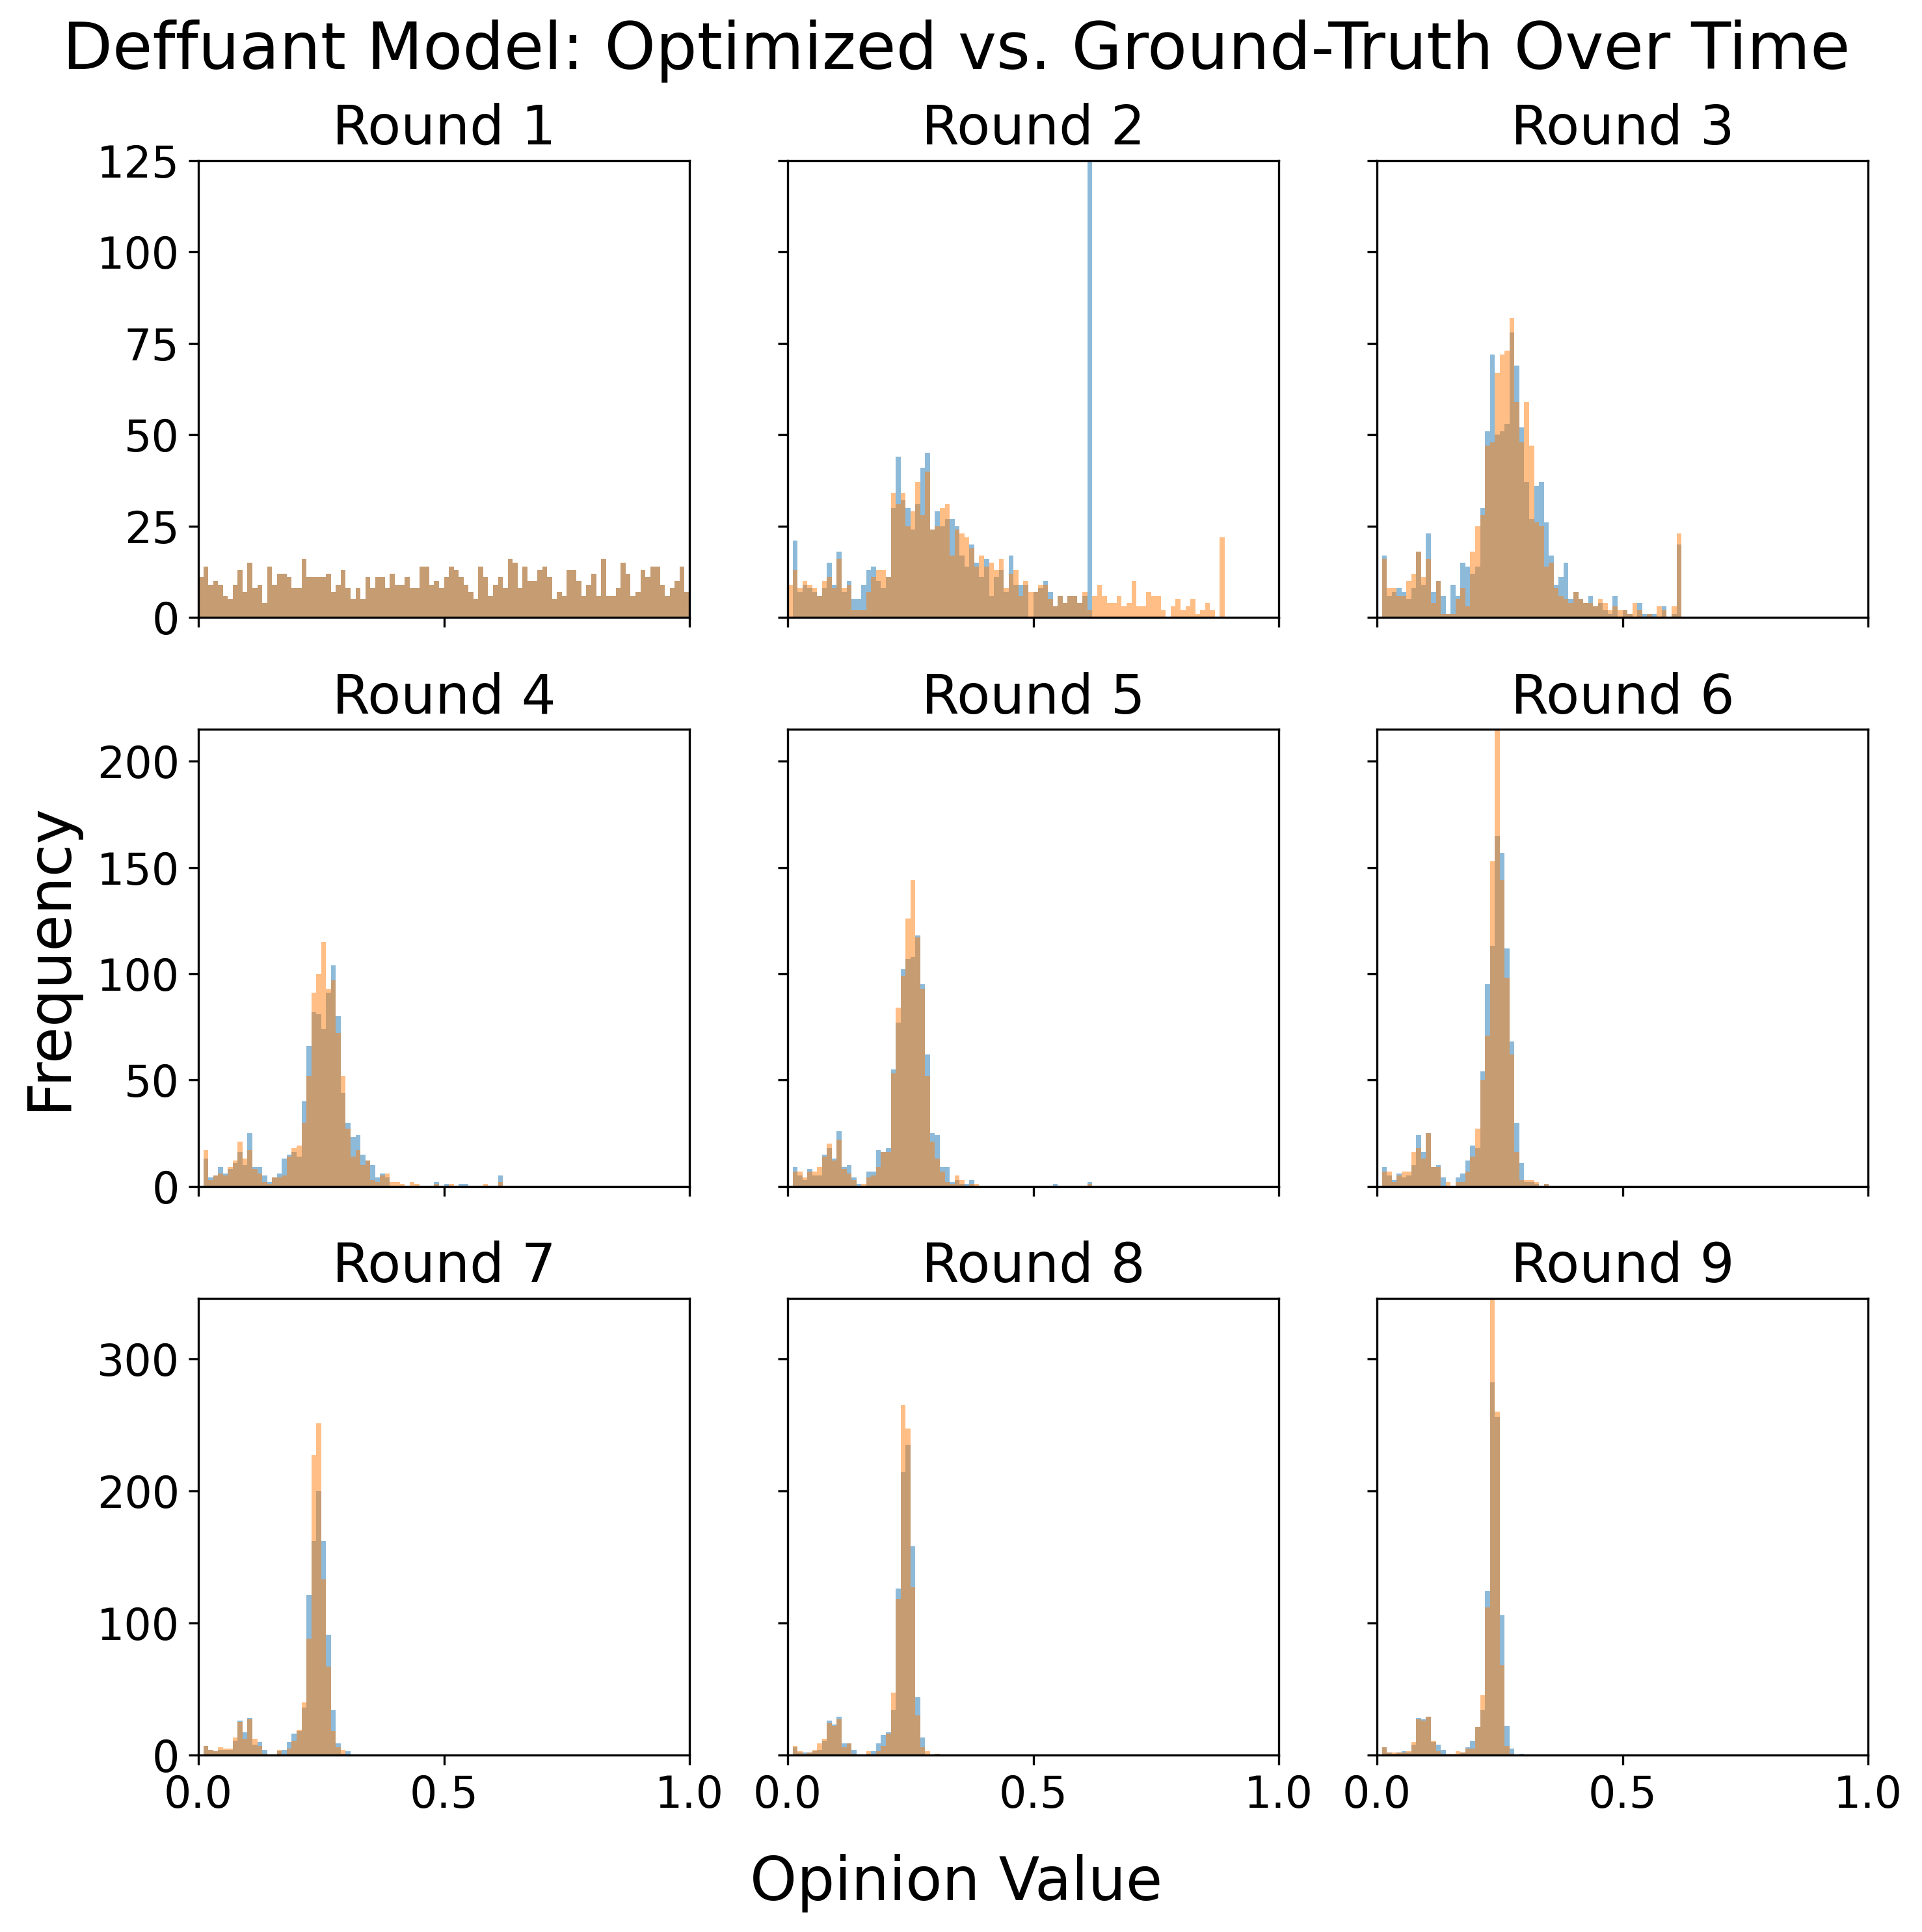 Deffuant Model: Optimized vs. Ground-Truth Over Time
Round 1
Round 2
Round 3
125
100
75
50
25
0
Round 4
Round 5
Round 6
200
150
100
50
0
Frequency
Round 7
Round 8
Round 9
300
200
100
0
0.0 0.5 1.0
0.0 0.5 1.0
0.0 0.5 1.0
Opinion Value